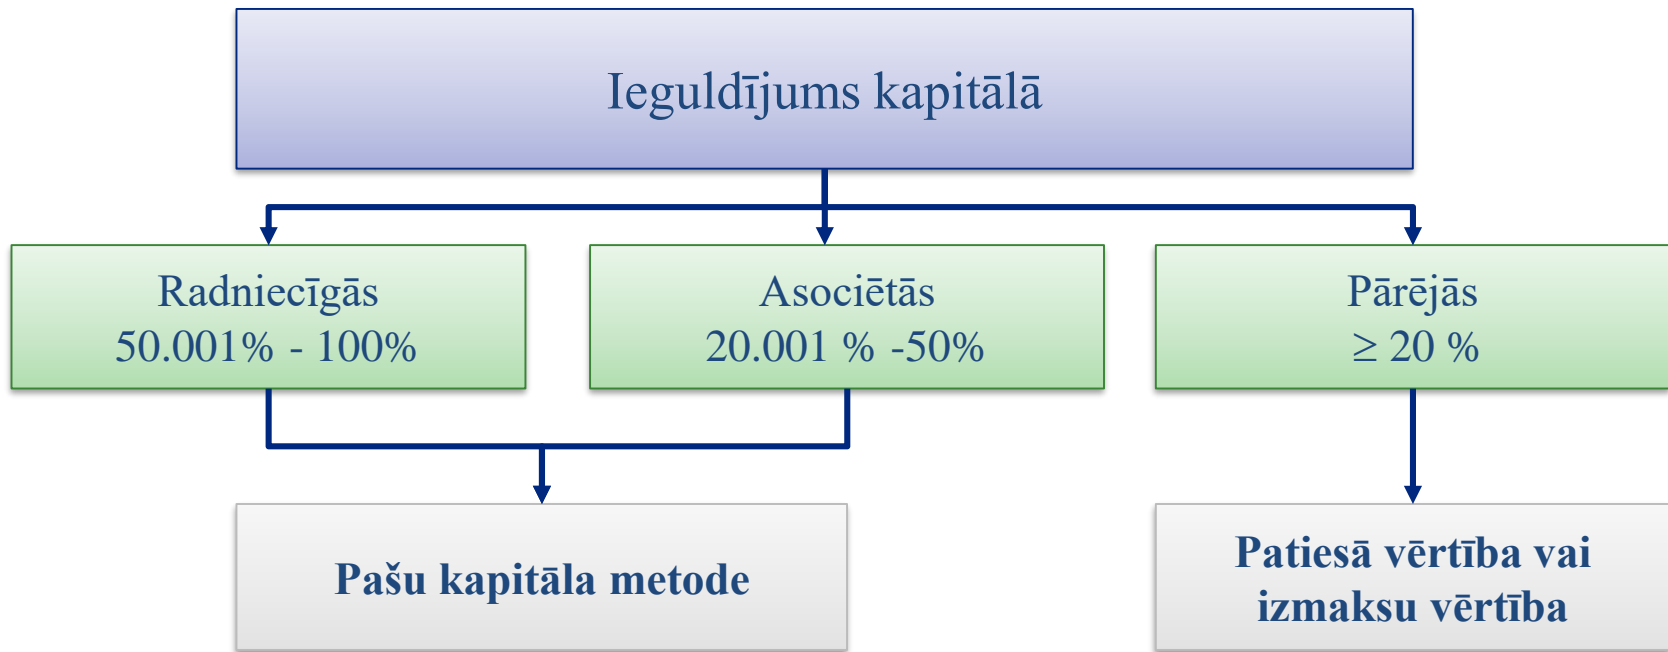 Ieguldījums kapitālā
Radniecīgās
50.001% - 100%
Asociētās
20.001 % -50%
Pārējās
≥ 20 %
Pašu kapitāla metode
Patiesā vērtība vai
izmaksu vērtība